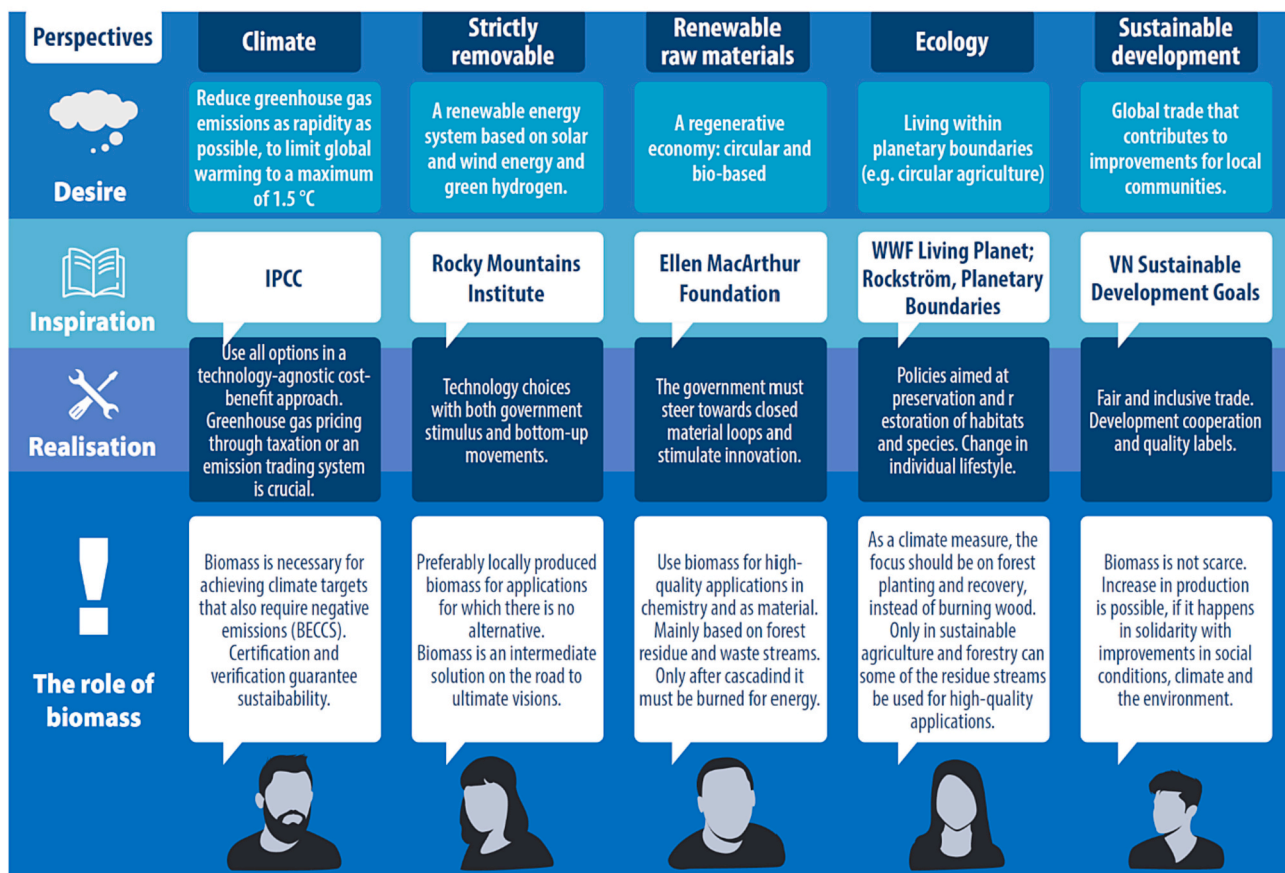 Perspectives
Climate
Strictly
removable
Renewable
raw materials
Ecology
Sustainable
development
Desire
Reduce greenhouse gas
emissions as rapidity as
possible, to limit global
warming to a maximum
of 1.5 °C
A renewable energy
system based on solar
and wind energy and
green hydrogen.
A regenerative
economy: circular and
bio-based
Living within
planetary boundaries
(e.g. circular agriculture)
Global trade that
contributes to
improvements for local
communities.
Inspiration
IPCC
Rocky Mountains
Institute
Ellen MacArthur
Foundation
WWF Living Planet;
Rockström, Planetary
Boundaries
VN Sustainable
Development Goals
Realisation
Use all options in a
technology-agnostic cost-
benefit approach.
Greenhouse gas pricing
through taxation or an
emission trading system
is crucial.
Technology choices
with both government
stimulus and bottom-up
movements.
The government must
steer towards closed
material loops and
stimulate innovation.
Policies aimed at
preservation and r
estoration of habitats
and species. Change in
individual lifestyle.
Fair and inclusive trade.
Development cooperation
and quality labels.
The role of
biomass
Biomass is necessary for
achieving climate targets
that also require negative
emissions (BECCS).
Certification and
verification guarantee
sustaibability.
Preferably locally produced
biomass for applications
for which there is no
alternative.
Biomass is an intermediate
solution on the road to
ultimate visions.
Use biomass for high-
quality applications in
chemistry and as material.
Mainly based on forest
residue and waste streams.
Only after cascadind it
must be burned for energy.
As a climate measure, the
focus should be on forest
planting and recovery,
instead of burning wood.
Only in sustainable
agriculture and forestry can
some of the residue streams
be used for high-quality
applications.
Biomass is not scarce.
Increase in production
is possible, if it happens
in solidarity with
improvements in social
conditions, climate and
the environment.